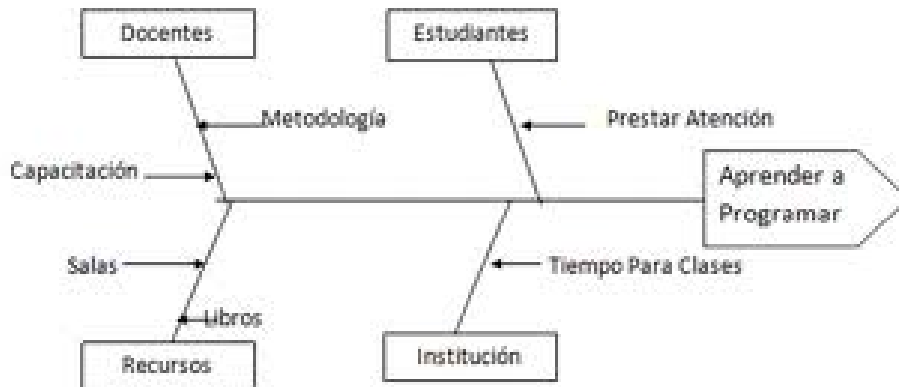 Docentes
Estudiantes
Metodología
Prestar Atención
Capacitación
Aprender a
Programar
Salas
Tiempo Para Clases
Libros
Recursos
Institución